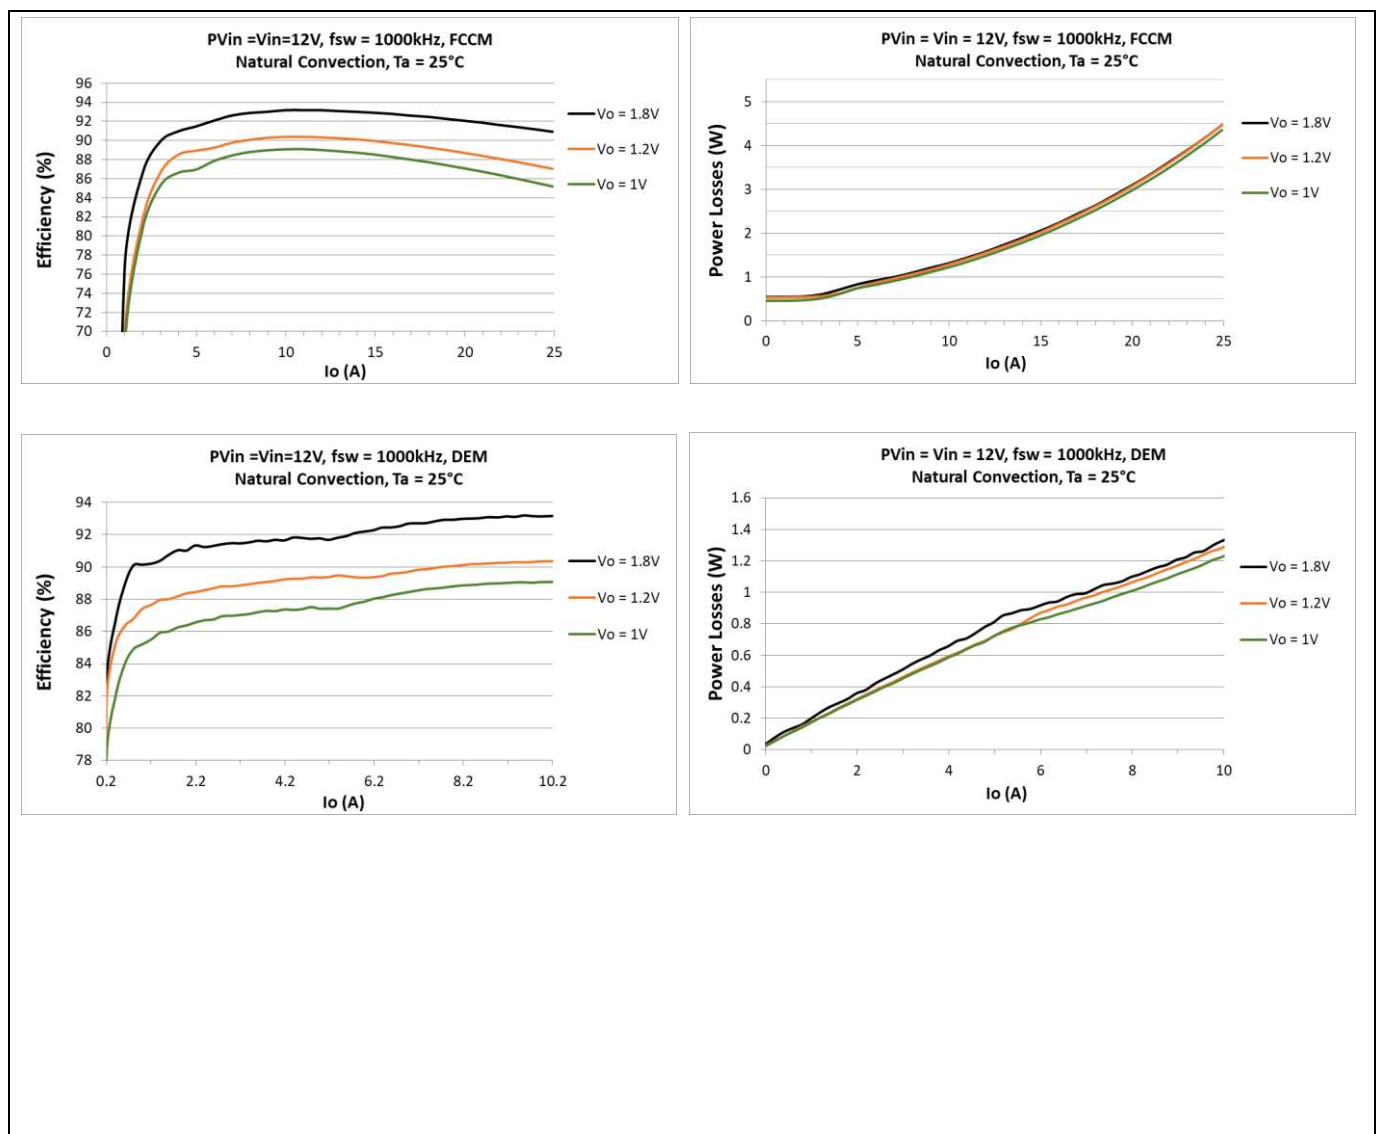 PVin =Vin=12V, fsw = 1000kHz, FCCM
Natural Convection, Ta = 25°C
Efficiency (%)
96
94
92
90
88
86
84
82
80
78
76
74
72
70
0 5 10 15 20 25
Io (A)
Vo = 1.8V
Vo = 1.2V
Vo = 1V
PVin = Vin = 12V, fsw = 1000kHz, FCCM
Natural Convection, Ta = 25°C
Power Losses (W)
5
4
3
2
1
0
0 5 10 15 20 25
Io (A)
Vo = 1.8V
Vo = 1.2V
Vo = 1V
PVin =Vin=12V, fsw = 1000kHz, DEM
Natural Convection, Ta = 25°C
Efficiency (%)
94
92
90
88
86
84
82
80
78
0.2 2.2 4.2 6.2 8.2 10.2
Io (A)
Vo = 1.8V
Vo = 1.2V
Vo = 1V
PVin = Vin = 12V, fsw = 1000kHz, DEM
Natural Convection, Ta = 25°C
Power Losses (W)
1.6
1.4
1.2
1
0.8
0.6
0.4
0.2
0
0 2 4 6 8 10
Io (A)
Vo = 1.8V
Vo = 1.2V
Vo = 1V